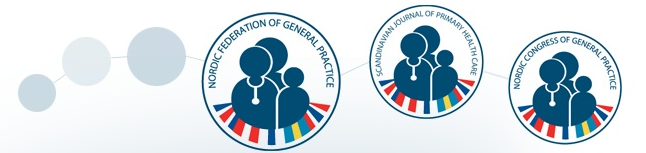 NORDIC FEDERATION OF GENERAL PRACTICE
SCANDINAVIAN JOURNAL OF PRIMARY HEALTH CARE
NORDIC CONGRESS OF GENERAL PRACTICE